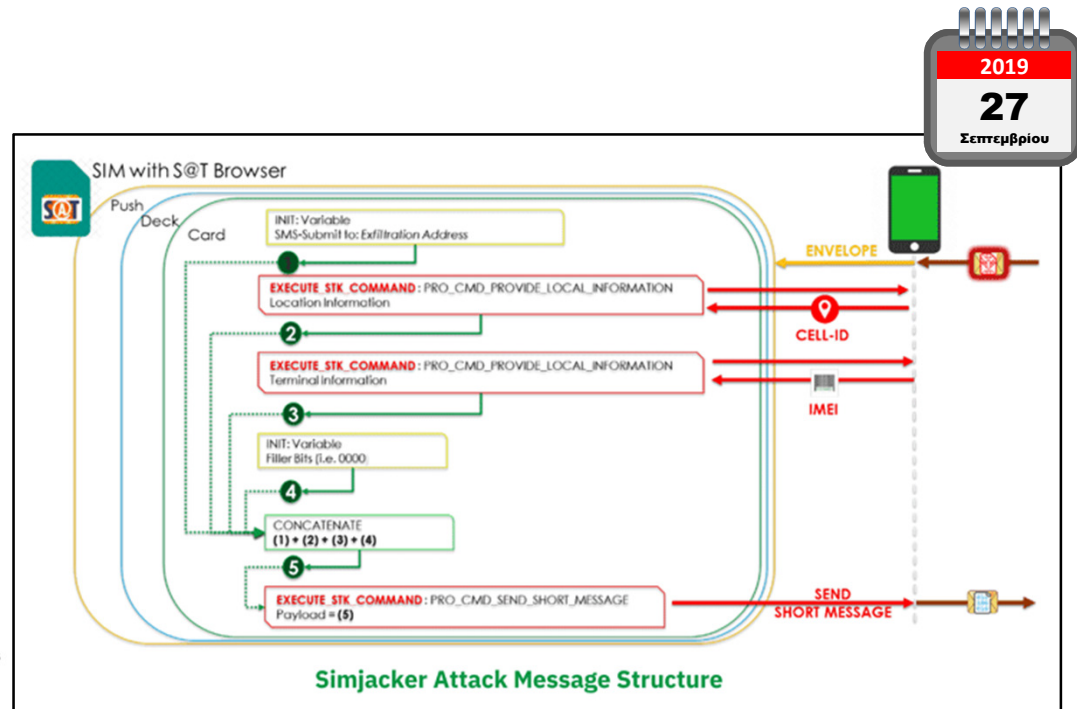 2019
27
Σεπτεμβρίου
SIM with S@T Browser
S@T
Push
Deck
Card
INIT: Variable
SMS-Submit to: Exfiltration Address
ENVELOPE
1
EXECUTE_STK_COMMAND: PRO_CMD_PROVIDE_LOCAL_INFORMATION
Location Information
CELL-ID
2
EXECUTE_STK_COMMAND: PRO_CMD_PROVIDE_LOCAL_INFORMATION
Terminal Information
IMEI
3
INIT: Variable
Filler Bits (i.e. 0000
4
CONCATENATE
(1) + (2) + (3) + (4)
5
EXECUTE_STK_COMMAND: PRO_CMD_SEND_SHORT_MESSAGE
Payload = (5)
SEND
SHORT MESSAGE
Simjacker Attack Message Structure